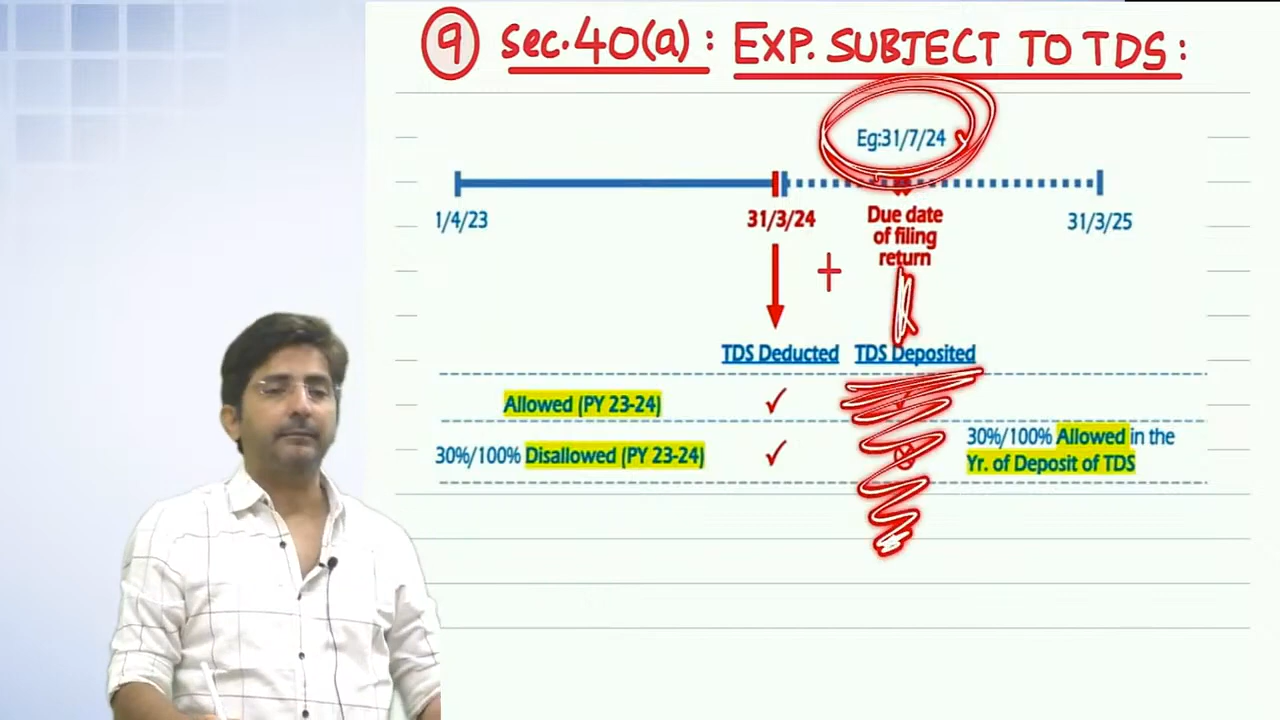 9 Sec.40(a): EXP. SUBJECT TO TDS:
Eg:31/7/24
1/4/23 31/3/24 Due date of filing return 31/3/25
+
TDS Deducted TDS Deposited
Allowed (PY 23-24) ✓
30%/100% Disallowed (PY 23-24) ✓ 30%/100% Allowed in the
Yr. of Deposit of TDS